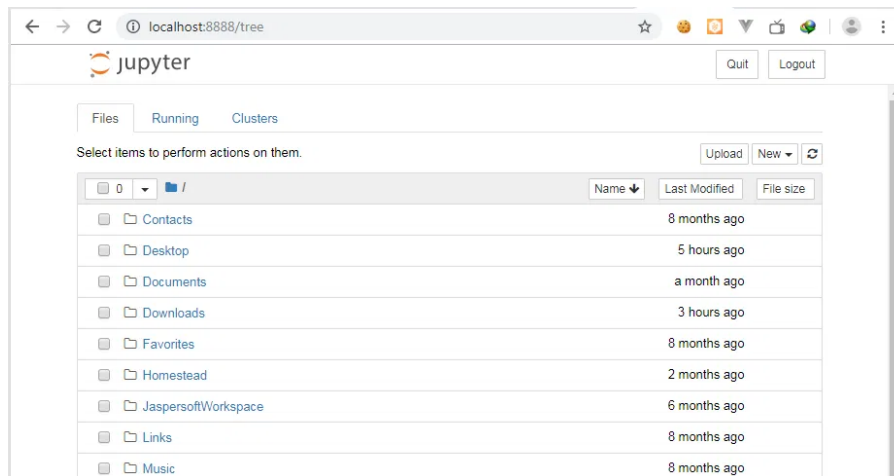 localhost:8888/tree
jupyter
Quit Logout
Files Running Clusters
Select items to perform actions on them.
Upload New
0 / Name Last Modified File size
Contacts 8 months ago
Desktop 5 hours ago
Documents a month ago
Downloads 3 hours ago
Favorites 8 months ago
Homestead 2 months ago
JaspersoftWorkspace 6 months ago
Links 8 months ago
Music 8 months ago